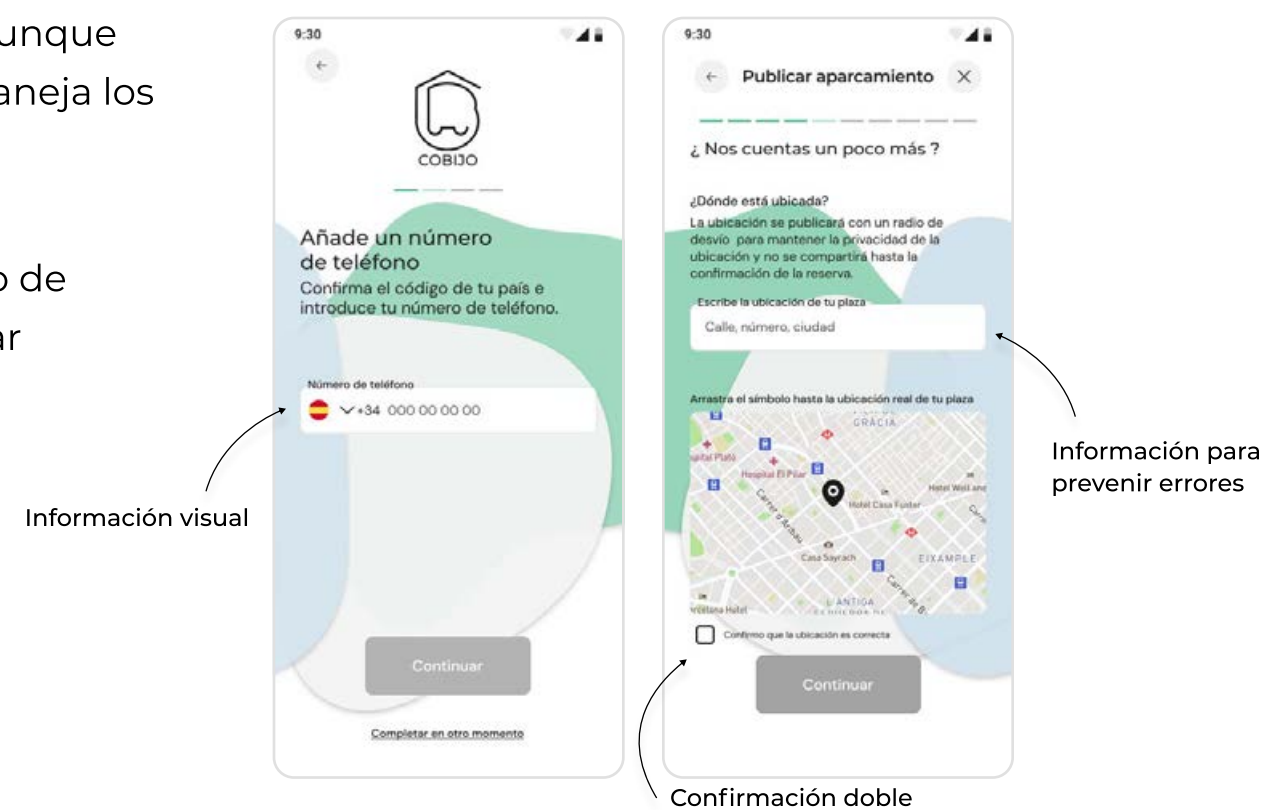 unque
aneja los
o de
ar
Información visual
9:30
COBIJO
Añade un número
de teléfono
Confirma el código de tu país e
introduce tu número de teléfono.
Número de teléfono
+34 000 00 00 00
Continuar
Completar en otro momento
9:30
Publicar aparcamiento
¿ Nos cuentas un poco más ?
¿Dónde está ubicada?
La ubicación se publicará con un radio de
desvío para mantener la privacidad de la
ubicación y no se compartirá hasta la
confirmación de la reserva.
Escribe la ubicación de tu plaza
Calle, número, ciudad
Arrastra el símbolo hasta la ubicación real de tu plaza
GRÀCIA
Hospital El Pilar
Hotel Casa Fuster
Carrer d'Aribau
Casa Sayrach
EIXAMPLE
L'ANTIGA
Confirmo que la ubicación es correcta
Continuar
Información para
prevenir errores
Confirmación doble